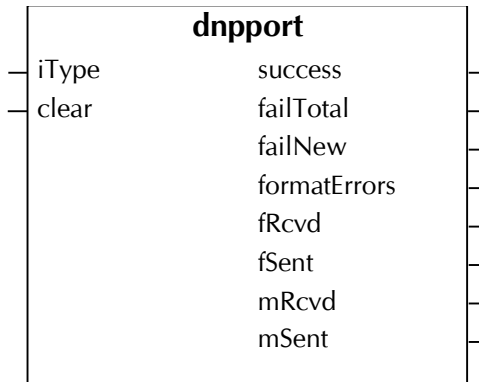 dnpport
iType success
clear failTotal
failNew
formatErrors
fRcvd
fSent
mRcvd
mSent